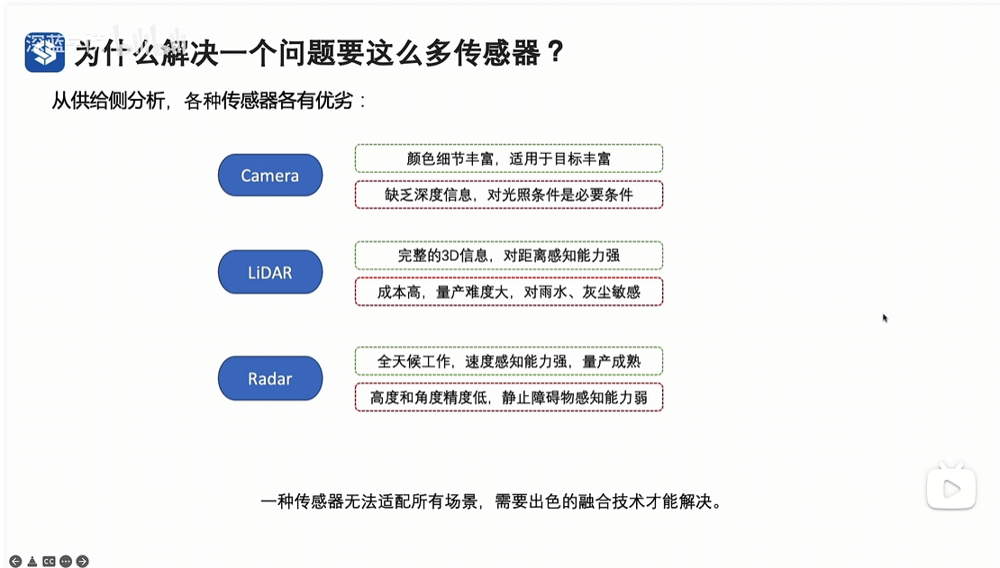 为什么解决一个问题要这么多传感器？
从供给侧分析，各种传感器各有优劣：
Camera
颜色细节丰富，适用于目标丰富
缺乏深度信息，对光照条件是必要条件
LiDAR
完整的3D信息，对距离感知能力强
成本高，量产难度大，对雨水、灰尘敏感
Radar
全天候工作，速度感知能力强，量产成熟
高度和角度精度低，静止障碍物感知能力弱
一种传感器无法适配所有场景，需要出色的融合技术才能解决。
CC